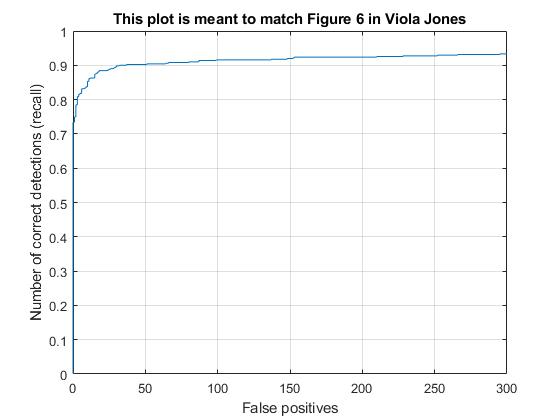 This plot is meant to match Figure 6 in Viola Jones
1
0.9
0.8
0.7
0.6
0.5
0.4
0.3
0.2
0.1
0
Number of correct detections (recall)
0 50 100 150 200 250 300
False positives